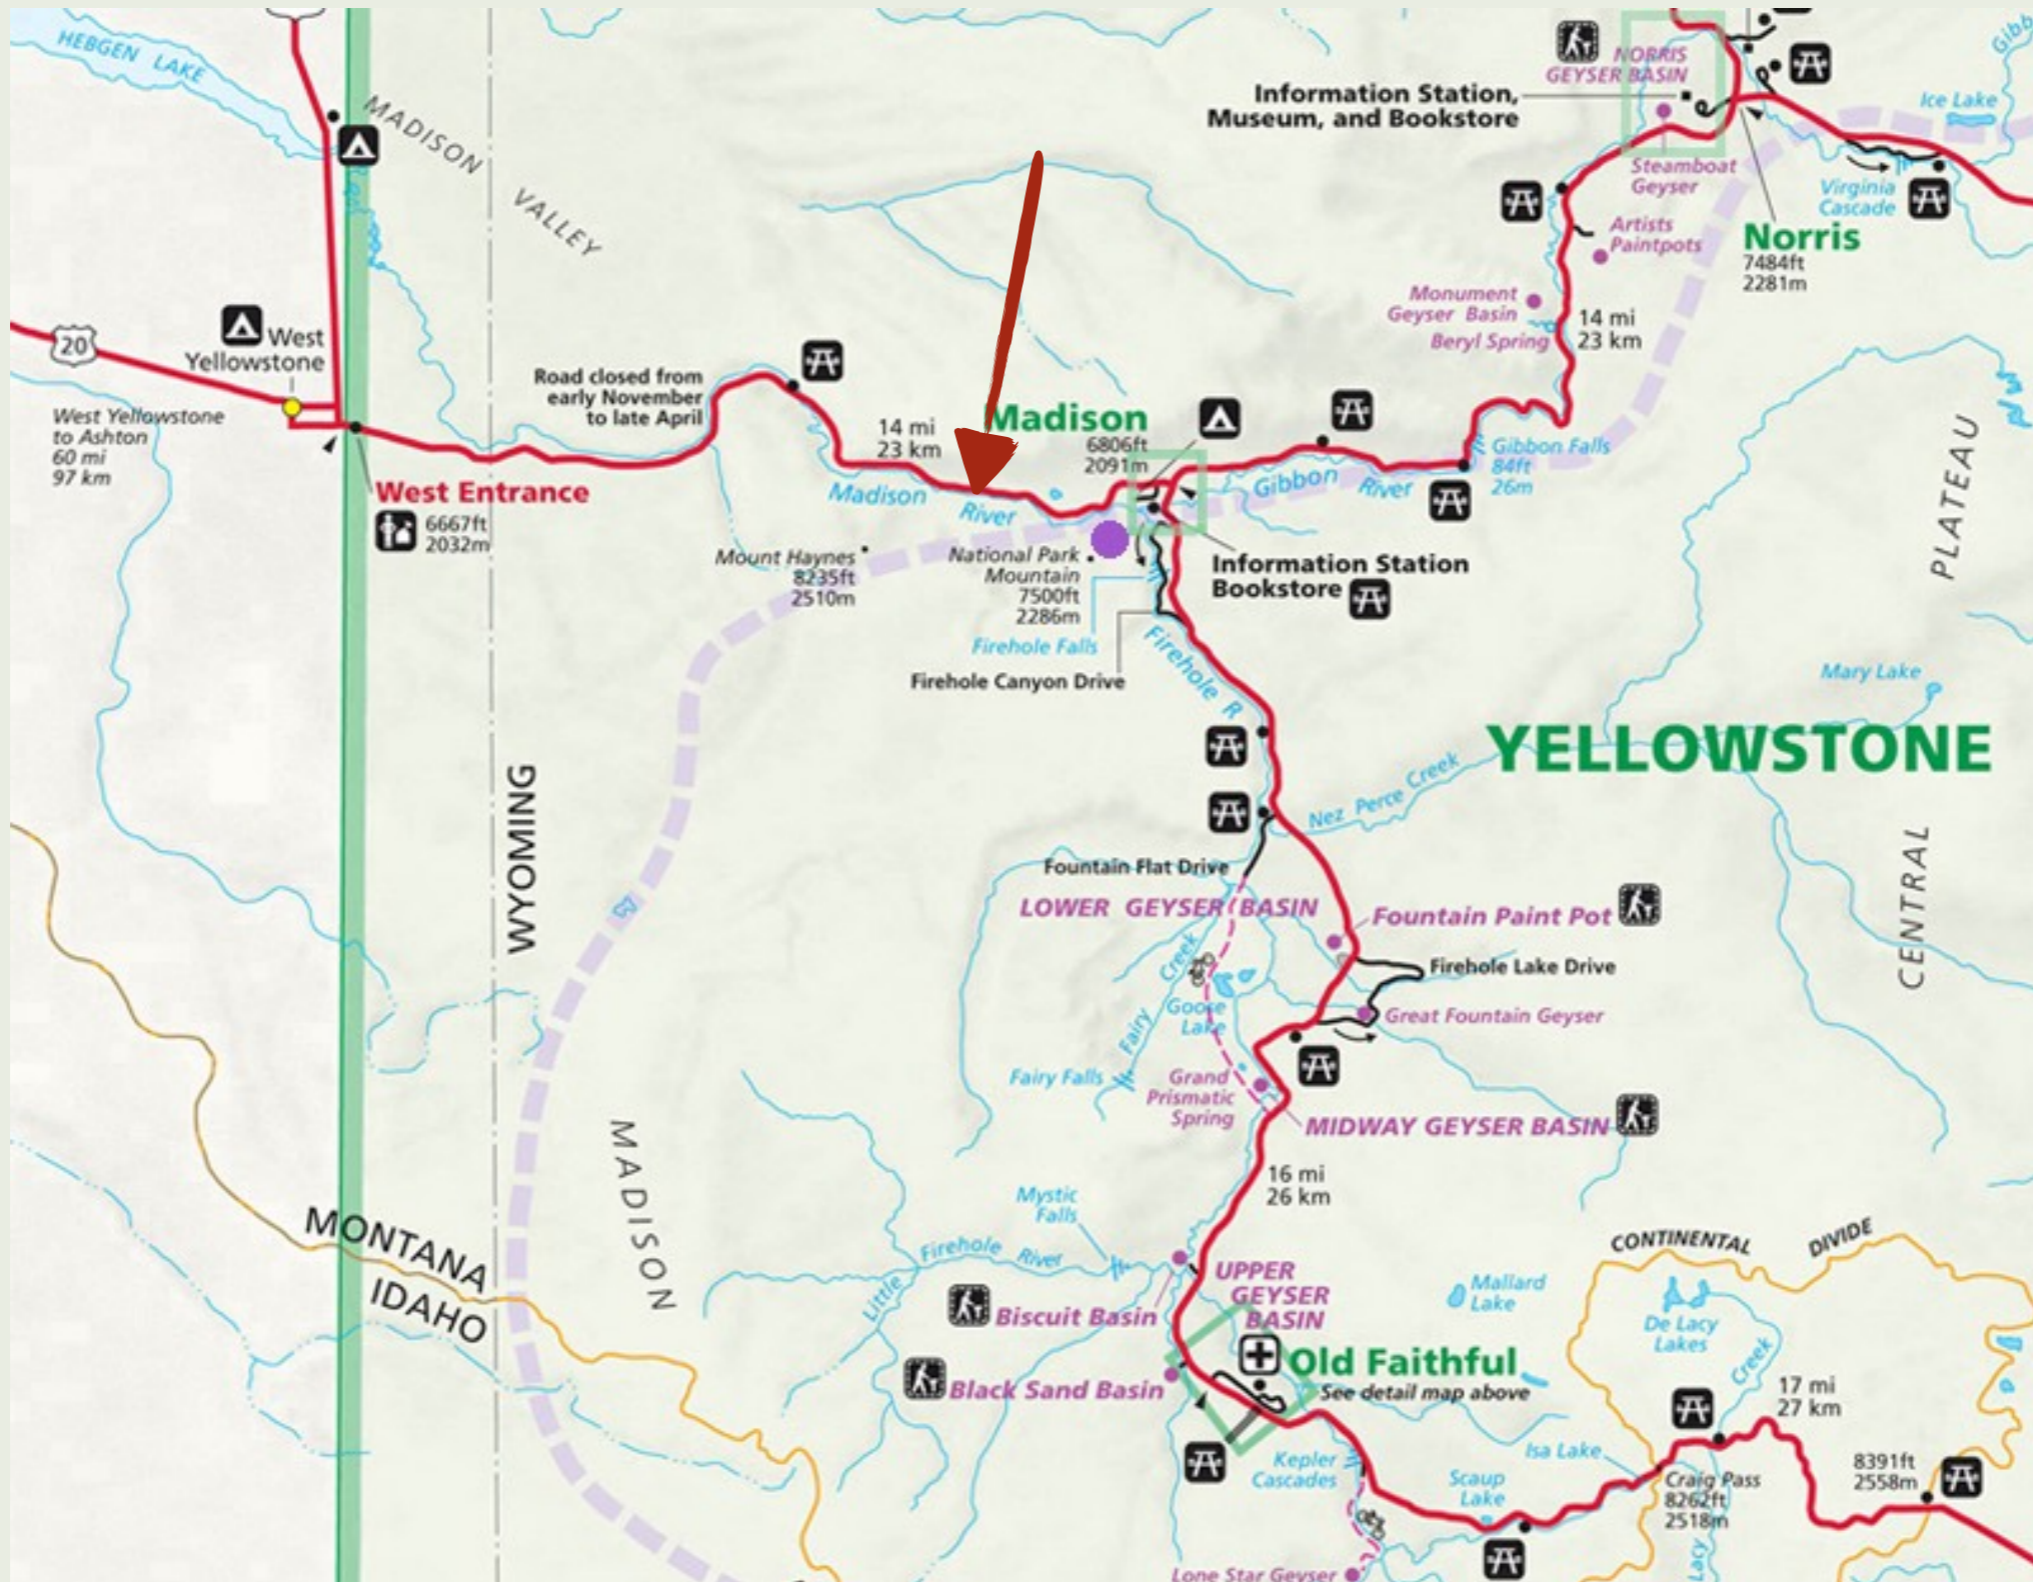 HEBGEN LAKE
MADISON VALLEY
20
West
Yellowstone
West Yellowstone
to Ashton
60 mi
97 km
West Entrance
6667ft
2032m
Road closed from
early November
to late April
14 mi
23 km
Madison
6806ft
2091m
Madison River
Mount Haynes
8235ft
2510m
National Park
Mountain
7500ft
2286m
Firehole Falls
Firehole Canyon Drive
Firehole R
Information Station
Bookstore
Gibbon River
Gibbon Falls
84ft
26m
NORRIS
GEYSER BASIN
Information Station,
Museum, and Bookstore
Steamboat
Geyser
Artists
Paintpots
Monument
Geyser Basin
Beryl Spring
14 mi
23 km
Norris
7484ft
2281m
Virginia
Cascade
Ice Lake
PLATEAU
CENTRAL
Mary Lake
YELLOWSTONE
Nez Perce Creek
Fountain Flat Drive
LOWER GEYSER BASIN
Fountain Paint Pot
Firehole Lake Drive
Great Fountain Geyser
Fairy Creek
Goose
Lake
Fairy Falls
Grand
Prismatic
Spring
MIDWAY GEYSER BASIN
16 mi
26 km
WYOMING
MADISON
MONTANA
IDAHO
Mystic
Falls
Little Firehole River
Biscuit Basin
UPPER
GEYSER
BASIN
Black Sand Basin
Old Faithful
See detail map above
Mallard
Lake
CONTINENTAL DIVIDE
De Lacy
Lakes
Creek
17 mi
27 km
8391ft
2558m
Isa Lake
Craig Pass
8262ft
2518m
Kepler
Cascades
Scaup
Lake
Lone Star Geyser
Lacy